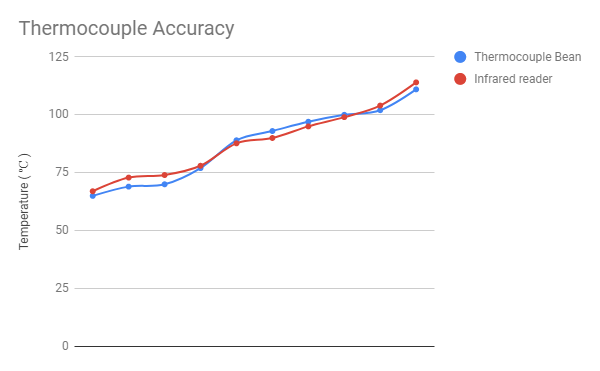 Thermocouple Accuracy
Thermocouple Bean
Infrared reader
Temperature ( °C )
125
100
75
50
25
0